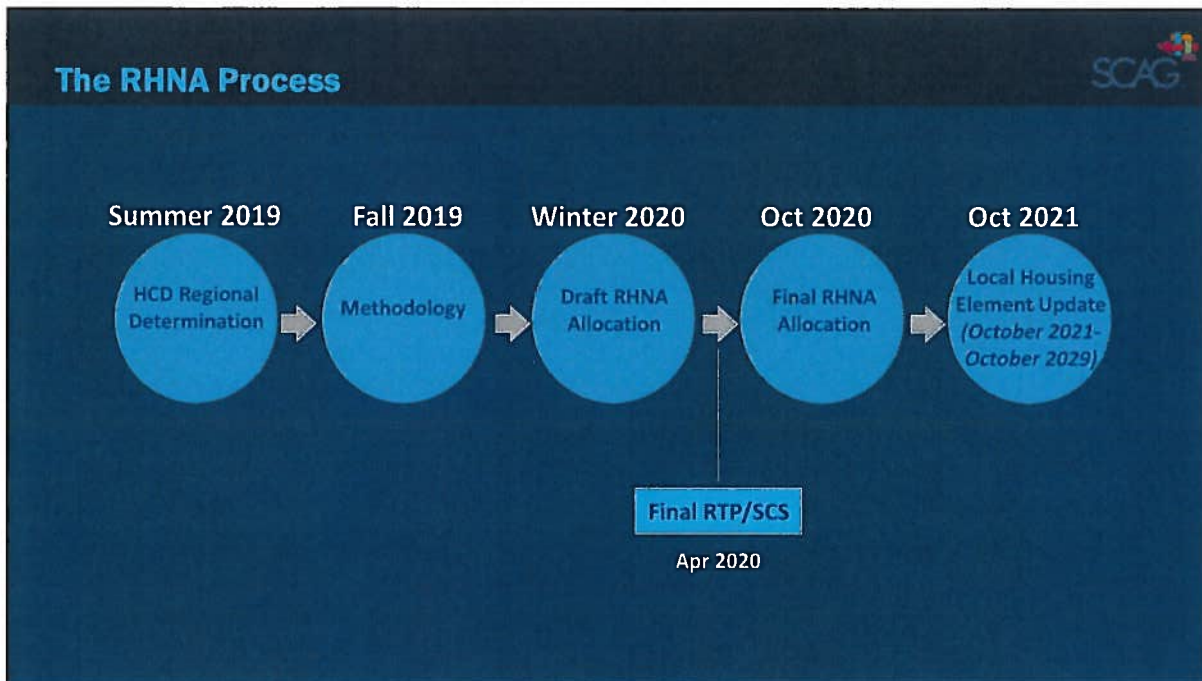 The RHNA Process
SCAG
Summer 2019
HCD Regional
Determination
Fall 2019
Methodology
Winter 2020
Draft RHNA
Allocation
Oct 2020
Final RHNA
Allocation
Oct 2021
Local Housing
Element Update
(October 2021-
October 2029)
Final RTP/SCS
Apr 2020